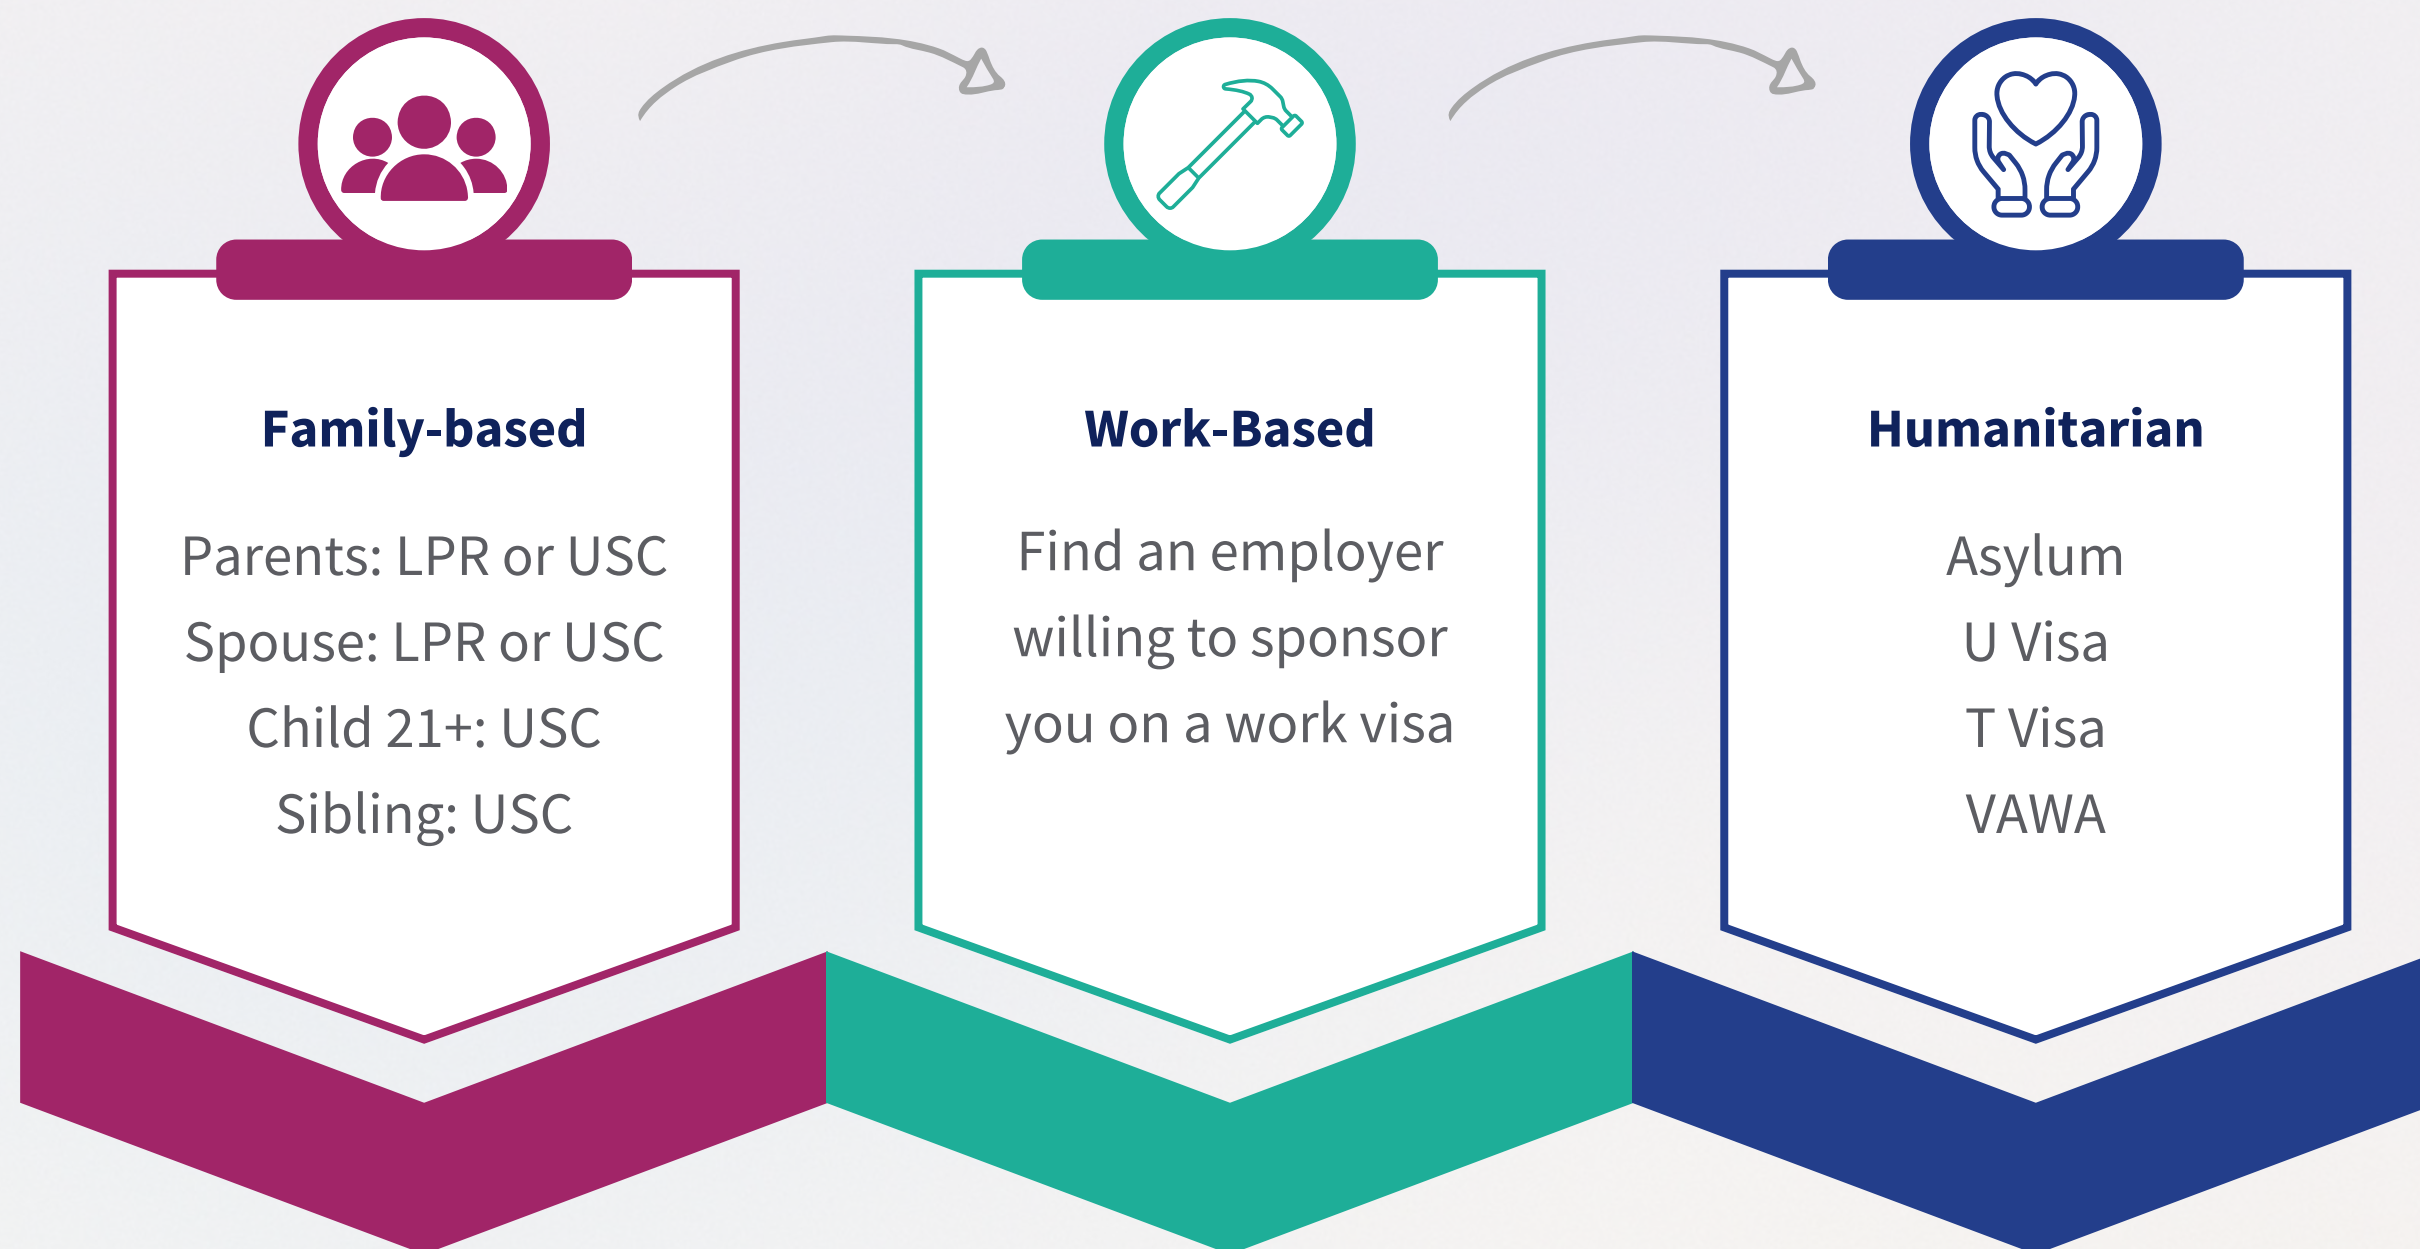 Family-based
Parents: LPR or USC
Spouse: LPR or USC
Child 21+: USC
Sibling: USC
Work-Based
Find an employer
willing to sponsor
you on a work visa
Humanitarian
Asylum
U Visa
T Visa
VAWA